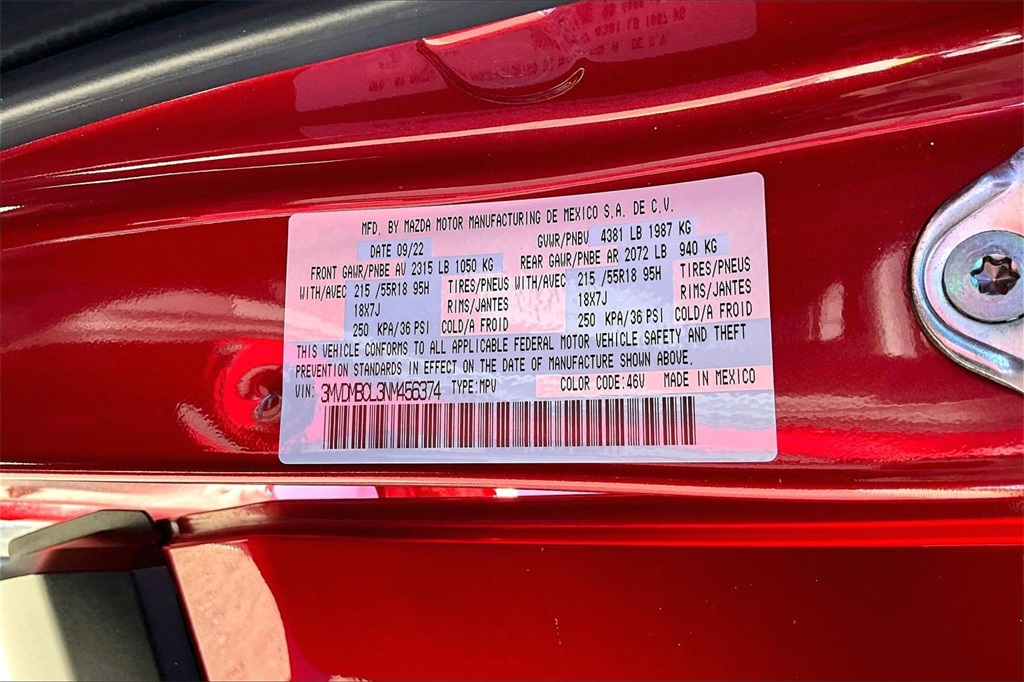 MFD. BY MAZDA MOTOR MANUFACTURING DE MEXICO S.A. DE C.V.
DATE 09/22 GVWR/PNBV 4381 LB 1987 KG
FRONT GAWR/PNBE AV 2315 LB 1050 KG REAR GAWR/PNBE AR 2072 LB 940 KG
WITH/AVEC 215 /55R18 95H TIRES/PNEUS WITH/AVEC 215 /55R18 95H TIRES/PNEUS
18X7J RIMS/JANTES 18X7J RIMS/JANTES
250 KPA/36 PSI COLD/A FROID 250 KPA/36 PSI COLD/A FROID
THIS VEHICLE CONFORMS TO ALL APPLICABLE FEDERAL MOTOR VEHICLE SAFETY AND THEFT
PREVENTION STANDARDS IN EFFECT ON THE DATE OF MANUFACTURE SHOWN ABOVE.
VIN: 3MVDMBCL3NM456374 TYPE:MPV COLOR CODE:46V MADE IN MEXICO